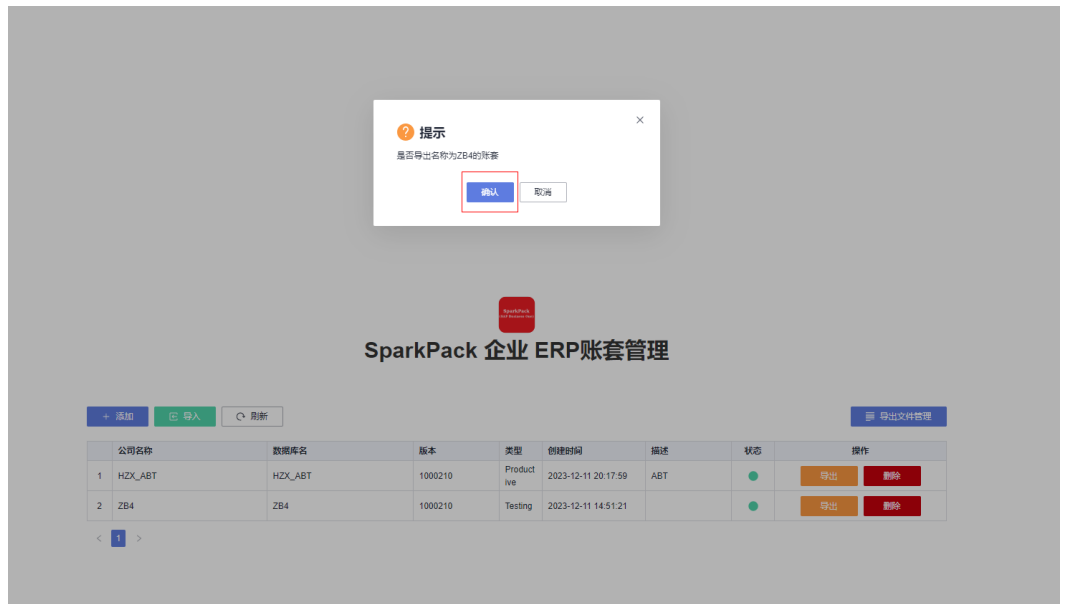 提示
是否导出名称为ZB4的账套
确认 取消
SparkPack
SparkPack 企业 ERP账套管理
+ 添加 导入 刷新 导出文件管理
公司名称 数据库名 版本 类型 创建时间 描述 状态 操作
1 HZX_ABT HZX_ABT 1000210 Productive 2023-12-11 20:17:59 ABT 导出 删除
2 ZB4 ZB4 1000210 Testing 2023-12-11 14:51:21 导出 删除
< 1 >